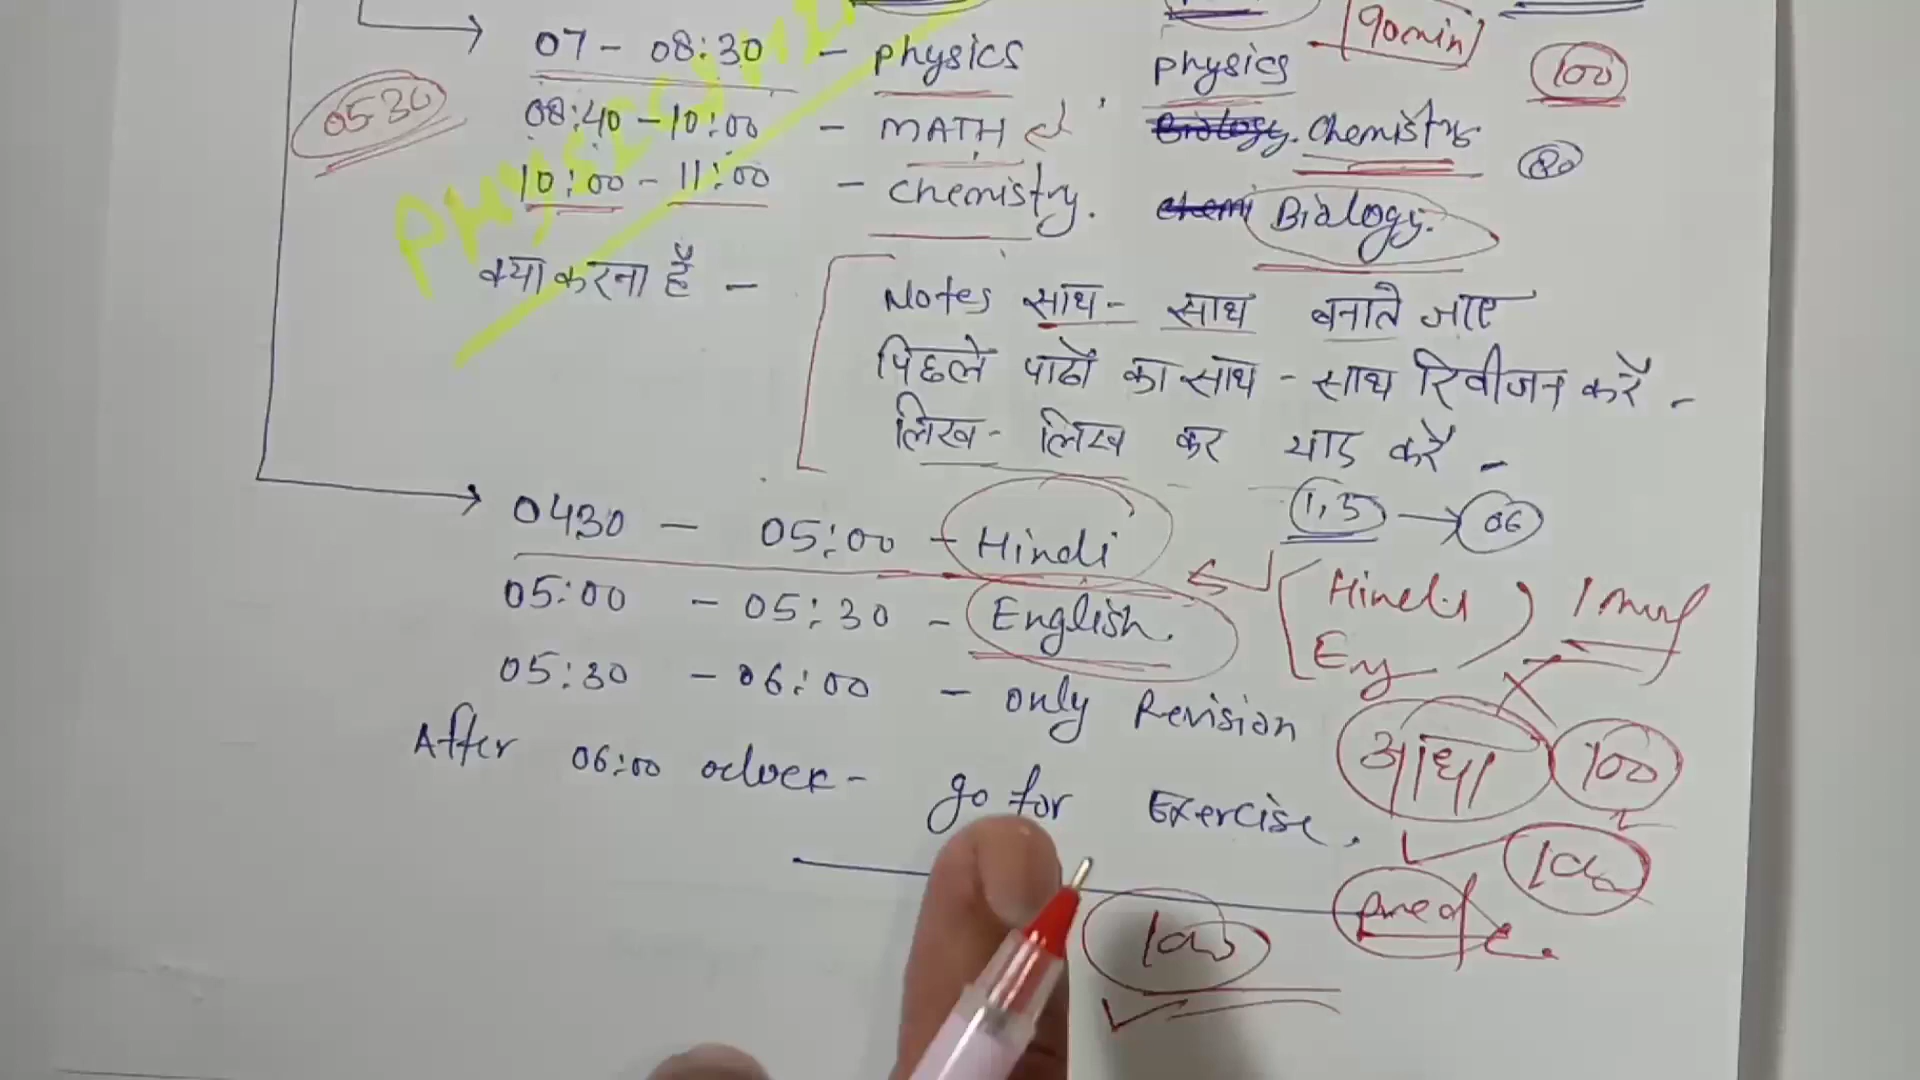 07 - 08:30 - physics physics 90min 100
08:40 - 10:00 - MATH Biology. Chemistry 80
10:00 - 11:00 - Chemistry. chemi Biology.
0530
क्या करना है -
Notes साथ - साथ बनाते जाए
पिछले पाठों का साथ - साथ रिवीजन करें -
लिख - लिख कर याद करें -
1,5 → 06
0430 - 05:00 - Hindi
05:00 - 05:30 - English.
Hindi
Eng
05:30 - 06:00 - only Revision
After 06:00 oclock - go for Exercise.
आधा 100